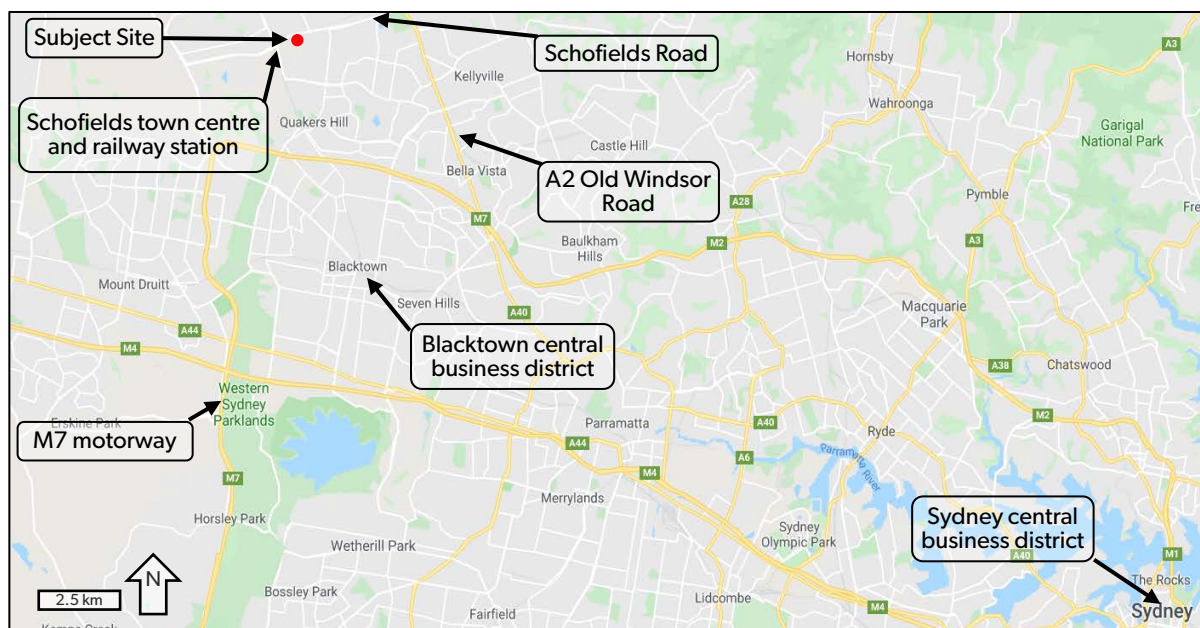 Subject Site
Schofields Road
A3
Hornsby
Kellyville
Wahroonga
Schofields town centre
and railway station
Quakers Hill
Garigal
National Park
Castle Hill
Bella Vista
A2 Old Windsor
Road
Pymble
A28
Fre
M7
Baulkham
Hills
M2
A3
Blacktown
Mount Druitt
Seven Hills
Macquarie
Park
A40
A44
M4
Blacktown central
business district
A38
Chatswood
Western
Sydney
Parklands
Erskine Park
M7 motorway
Parramatta
A40
M2
Ryde
A44
A6
Parramatta
River
M4
M7
Merrylands
Horsley Park
Sydney
Olympic Park
Sydney central
business district
Wetherill Park
A40
M1
N
The Rocks
2.5 km
Bossley Park
Lidcombe
Fairfield
M4
Sydney